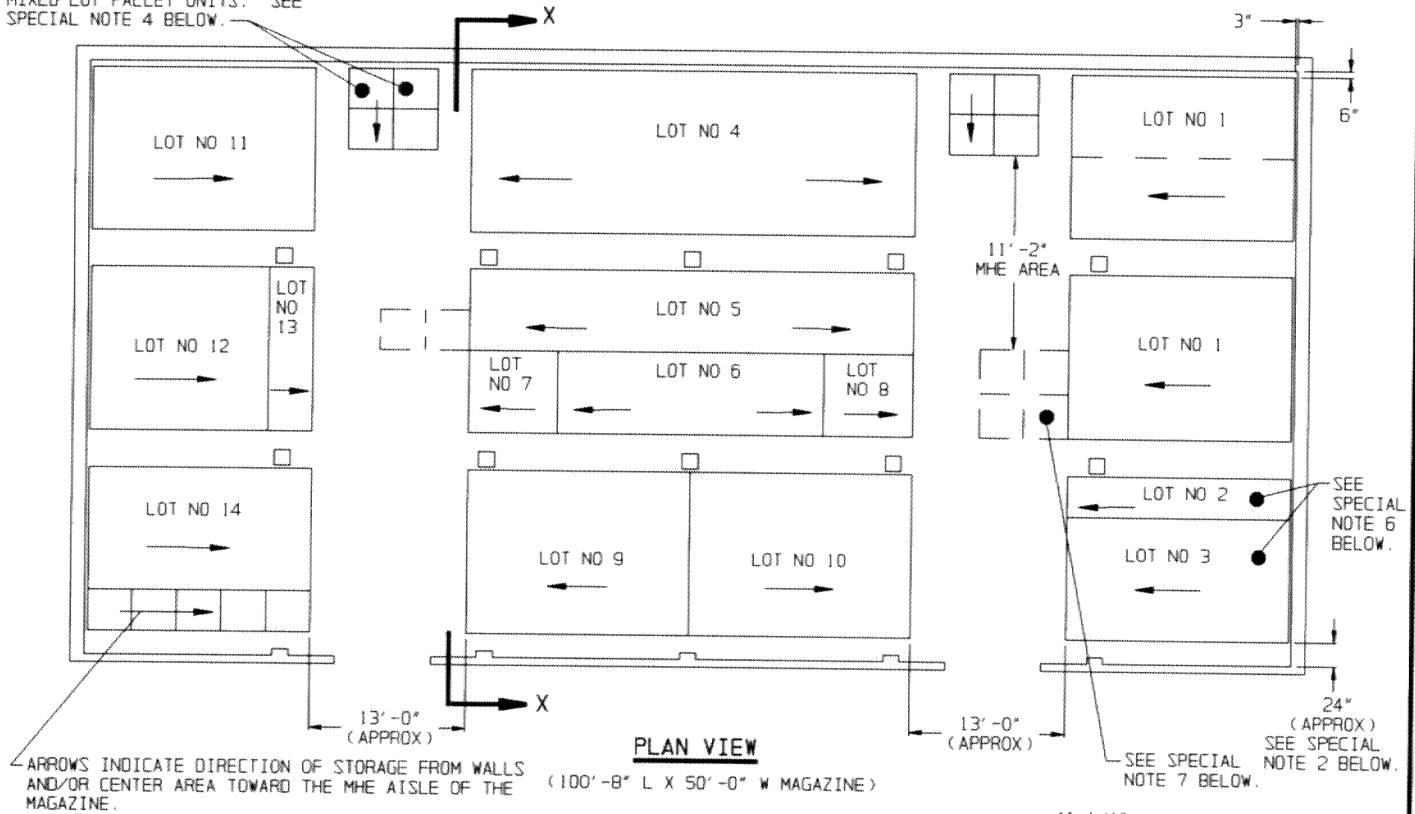 MIXED LOT PALLET UNITS. SEE
SPECIAL NOTE 4 BELOW.
X
3"
6"
LOT NO 11
LOT NO 4
LOT NO 1
11'-2"
MHE AREA
LOT
NO
13
LOT NO 12
LOT NO 5
LOT NO 1
LOT
NO 7
LOT NO 6
LOT
NO 8
LOT NO 14
LOT NO 9
LOT NO 10
LOT NO 2
LOT NO 3
SEE
SPECIAL
NOTE 6
BELOW.
X
13'-0"
(APPROX)
13'-0"
(APPROX)
24"
(APPROX)
SEE SPECIAL
NOTE 2 BELOW.
SEE SPECIAL
NOTE 7 BELOW.
PLAN VIEW
(100'-8" L X 50'-0" W MAGAZINE)
ARROWS INDICATE DIRECTION OF STORAGE FROM WALLS
AND/OR CENTER AREA TOWARD THE MHE AISLE OF THE
MAGAZINE.